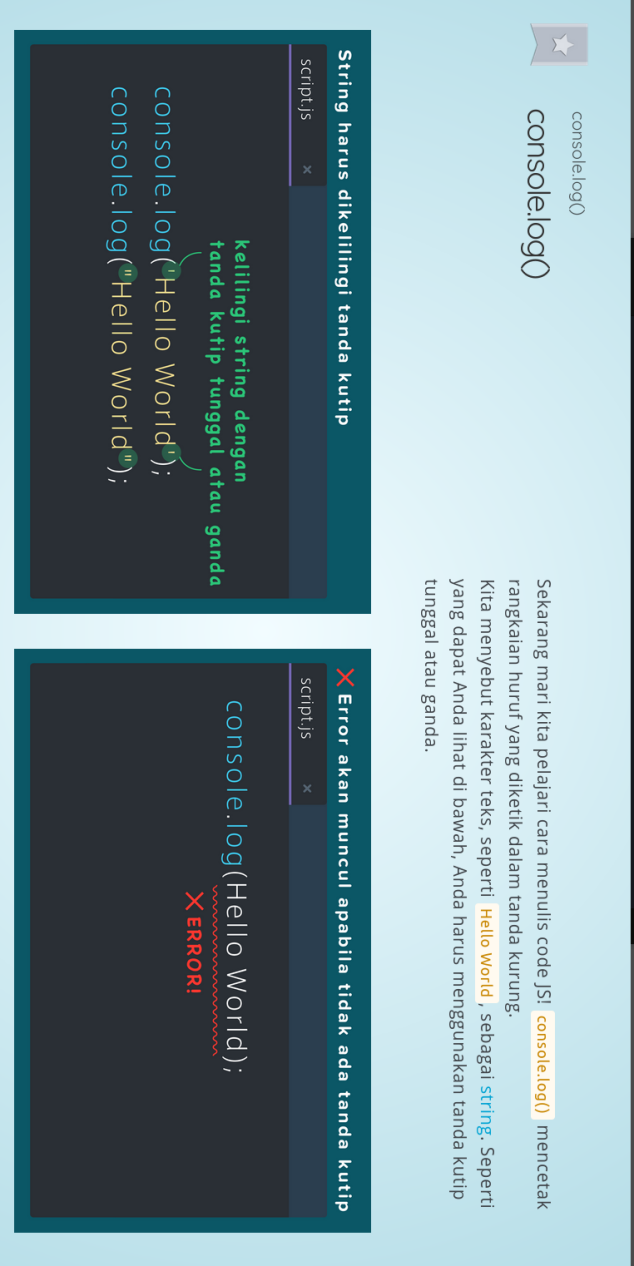 console.log()
console.log()
Sekarang mari kita pelajari cara menulis code JS! console.log() mencetak
rangkaian huruf yang diketik dalam tanda kurung.
Kita menyebut karakter teks, seperti Hello World, sebagai string. Seperti
yang dapat Anda lihat di bawah, Anda harus menggunakan tanda kutip
tunggal atau ganda.
String harus dikelilingi tanda kutip
script.js ×
kelilingi string dengan
tanda kutip tunggal atau ganda
console.log('Hello World');
console.log("Hello World");
❌ Error akan muncul apabila tidak ada tanda kutip
script.js ×
console.log(Hello World);
❌ ERROR!